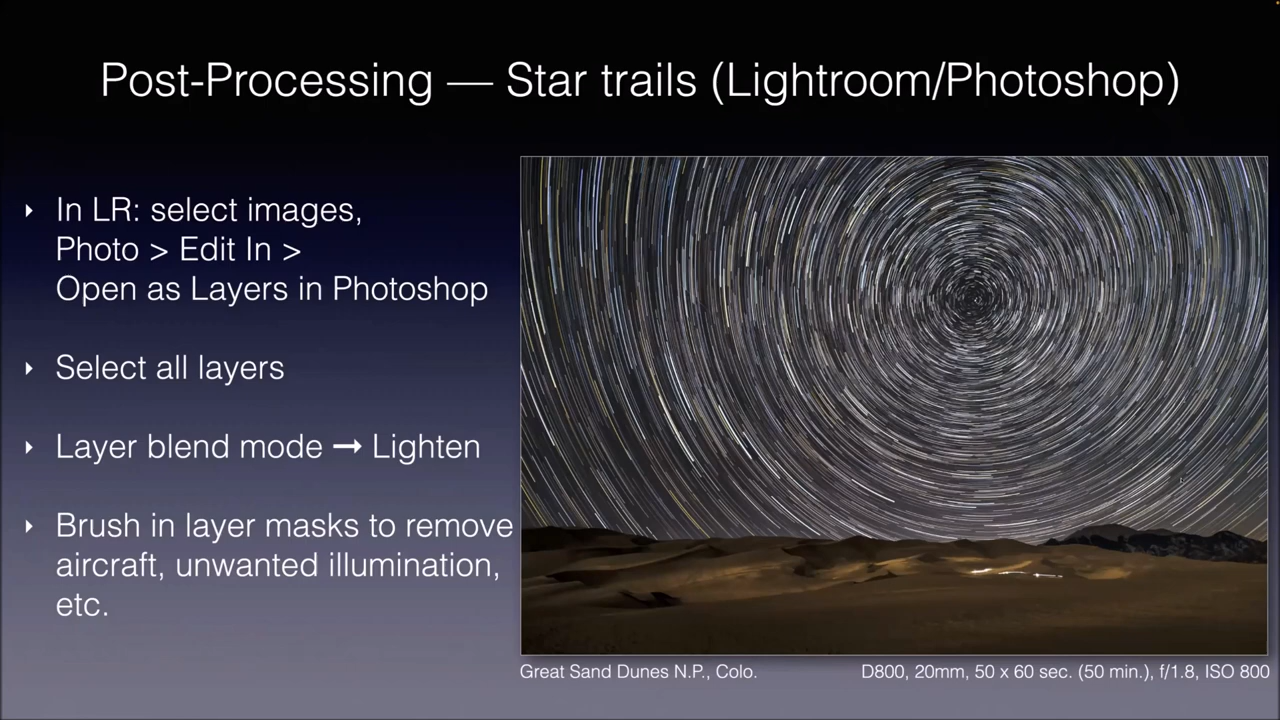 Post-Processing — Star trails (Lightroom/Photoshop)
In LR: select images,
Photo > Edit In >
Open as Layers in Photoshop
Select all layers
Layer blend mode ➞ Lighten
Brush in layer masks to remove
aircraft, unwanted illumination,
etc.
Great Sand Dunes N.P., Colo.
D800, 20mm, 50 x 60 sec. (50 min.), f/1.8, ISO 800